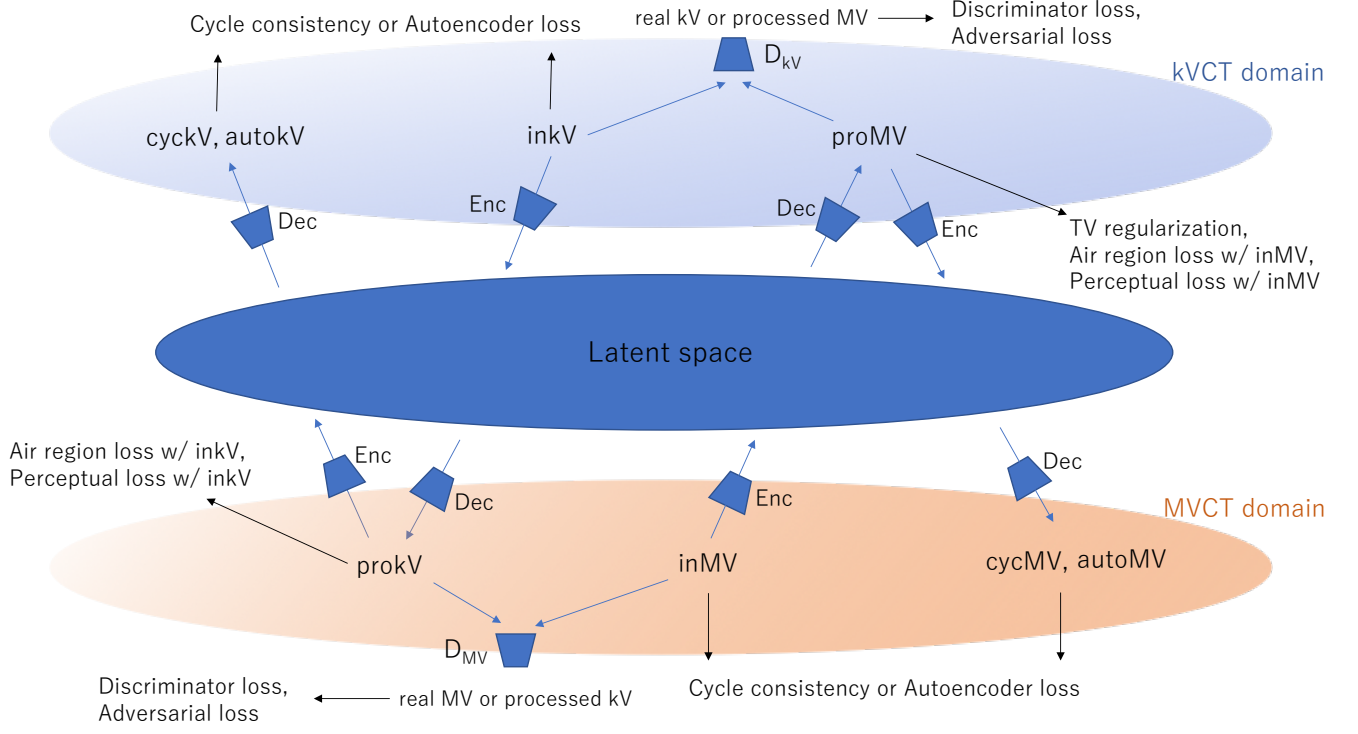 Cycle consistency or Autoencoder loss
real kV or processed MV
Discriminator loss,
Adversarial loss
DkV
kVCT domain
cyckV, autokV
inkV
proMV
Enc
Dec
Dec
Enc
TV regularization,
Air region loss w/ inMV,
Perceptual loss w/ inMV
Latent space
Air region loss w/ inkV,
Perceptual loss w/ inkV
Enc
Dec
Enc
Dec
MVCT domain
prokV
inMV
cycMV, autoMV
DMV
Discriminator loss,
Adversarial loss
real MV or processed kV
Cycle consistency or Autoencoder loss